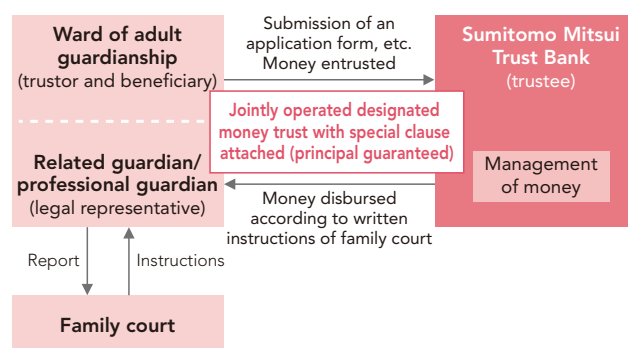 Ward of adult
guardianship
(trustor and beneficiary)
Submission of an
application form, etc.
Money entrusted
Sumitomo Mitsui
Trust Bank
(trustee)
Jointly operated designated
money trust with special clause
attached (principal guaranteed)
Related guardian/
professional guardian
(legal representative)
Management
of money
Money disbursed
according to written
instructions of family court
Report
Instructions
Family court